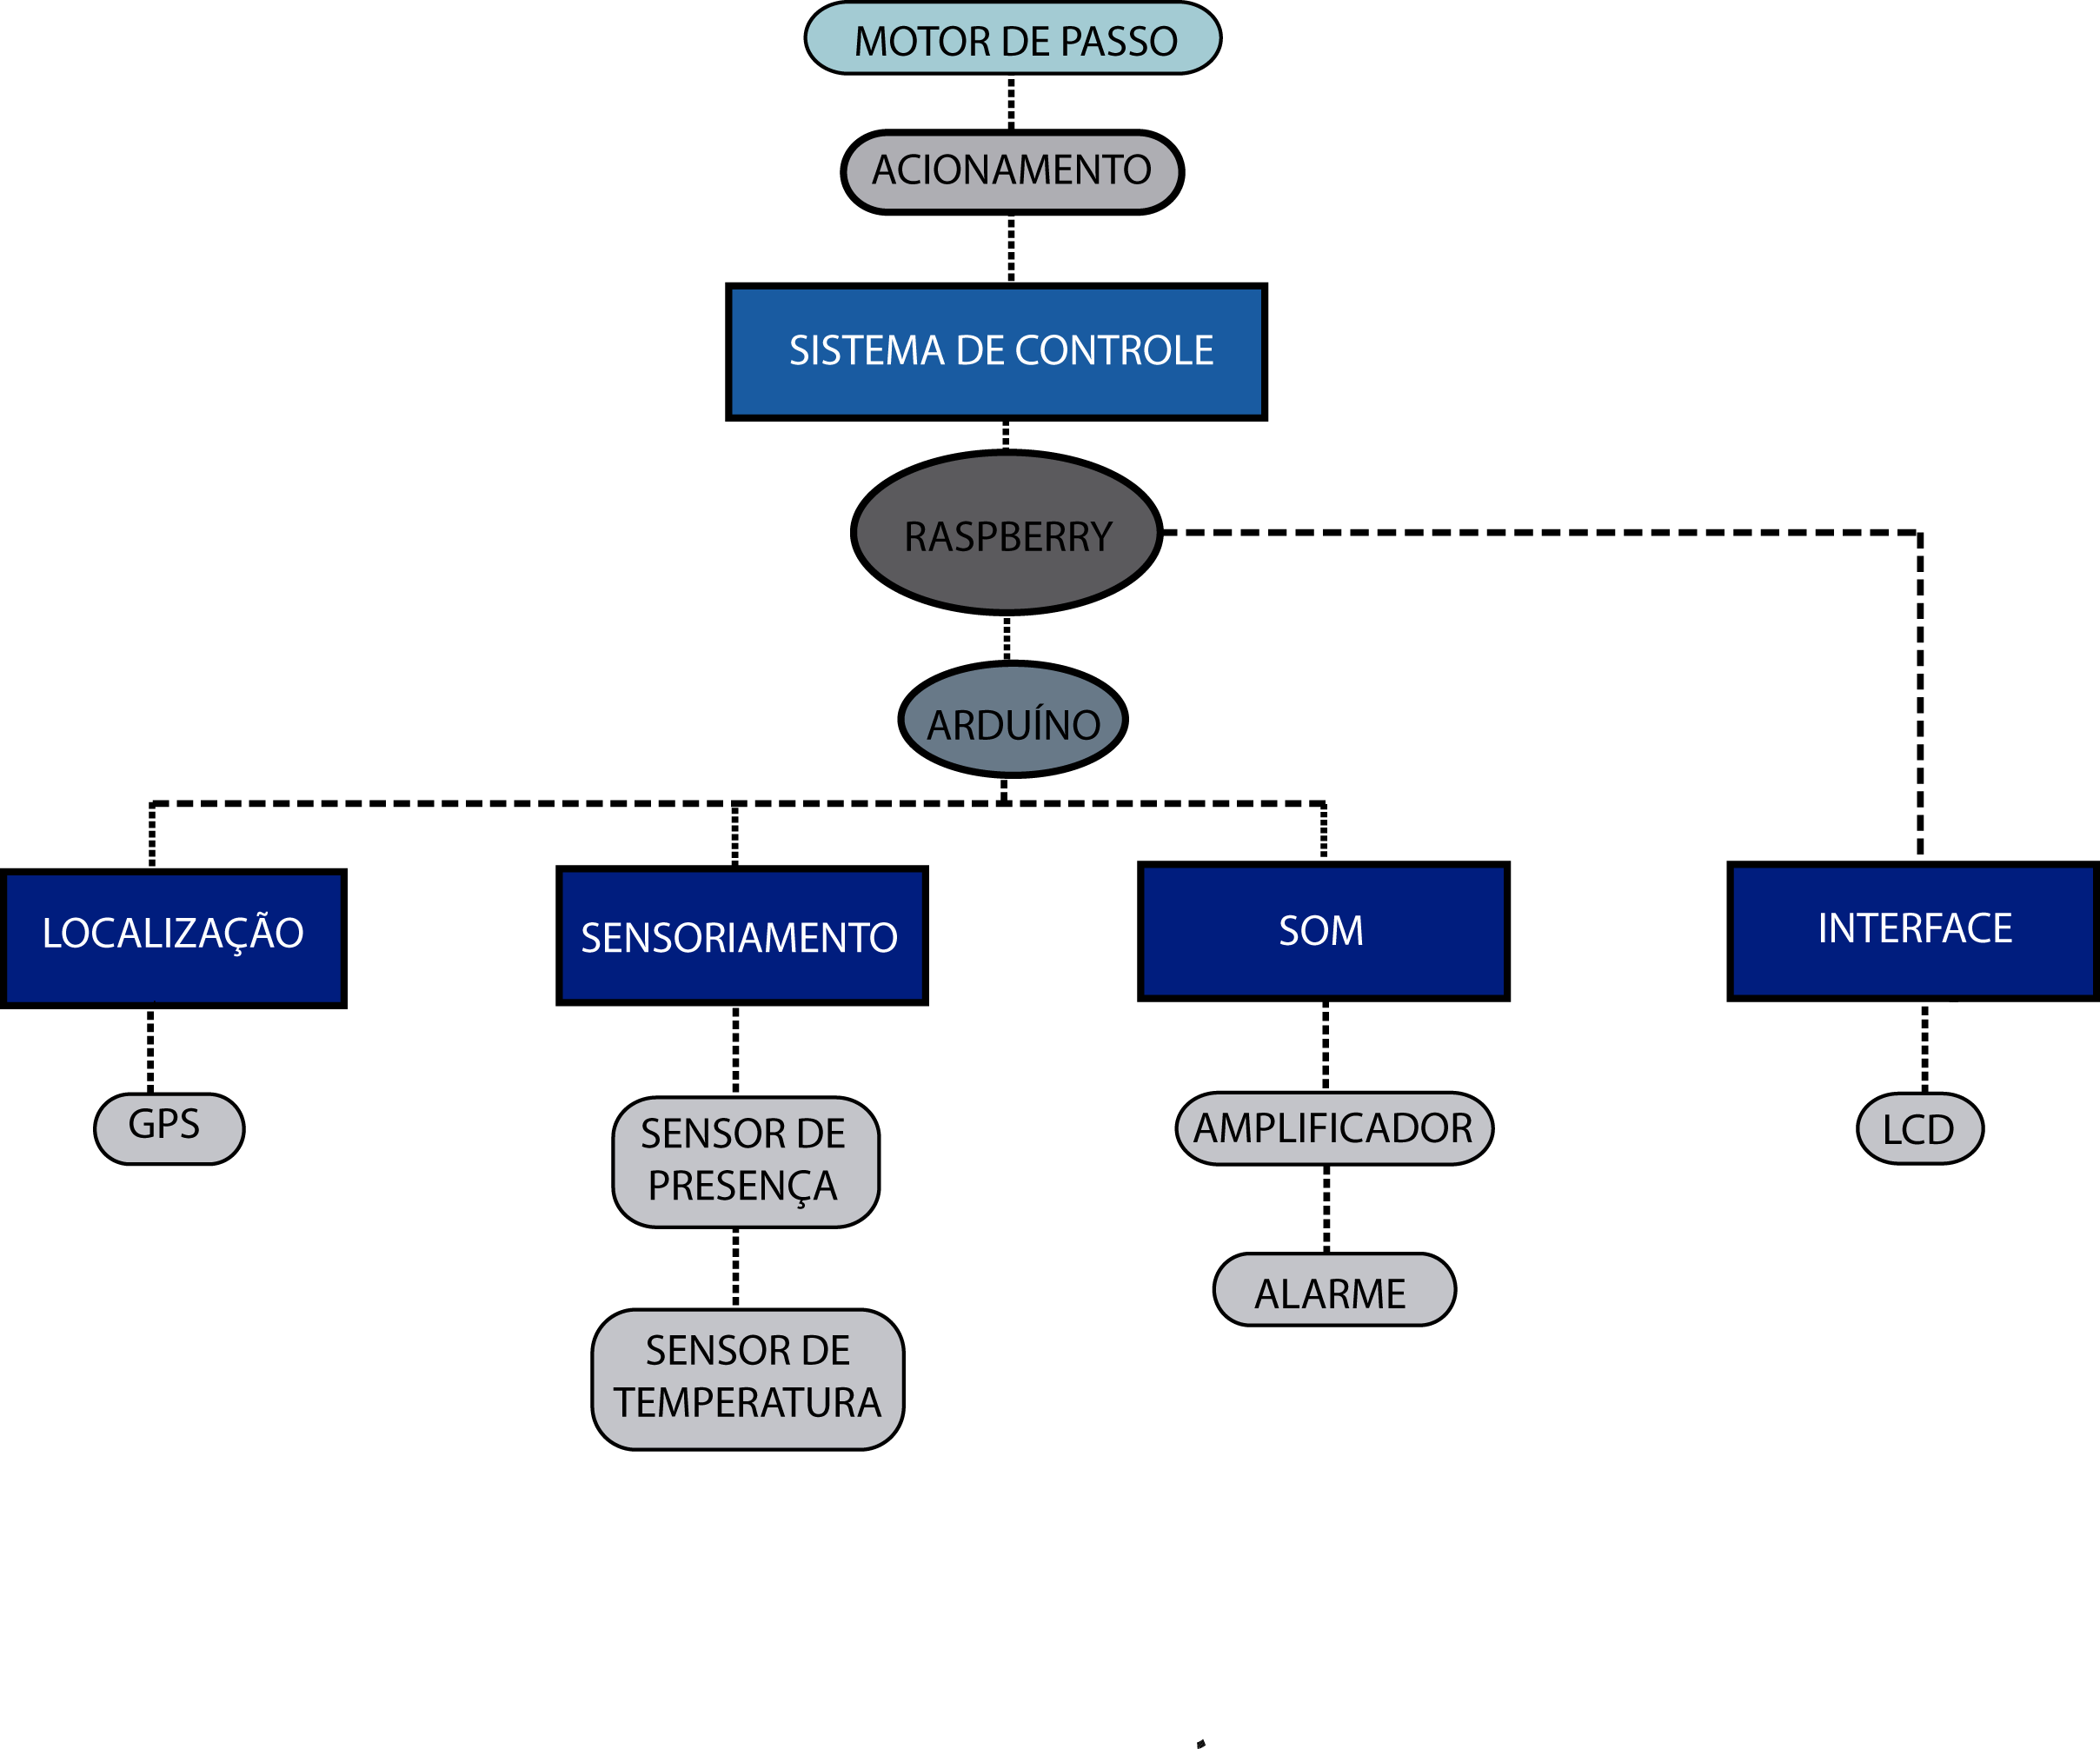 MOTOR DE PASSO
ACIONAMENTO
SISTEMA DE CONTROLE
RASPBERRY
ARDUÍNO
LOCALIZAÇÃO
SENSORIAMENTO
SOM
INTERFACE
GPS
SENSOR DE
PRESENÇA
AMPLIFICADOR
LCD
SENSOR DE
TEMPERATURA
ALARME